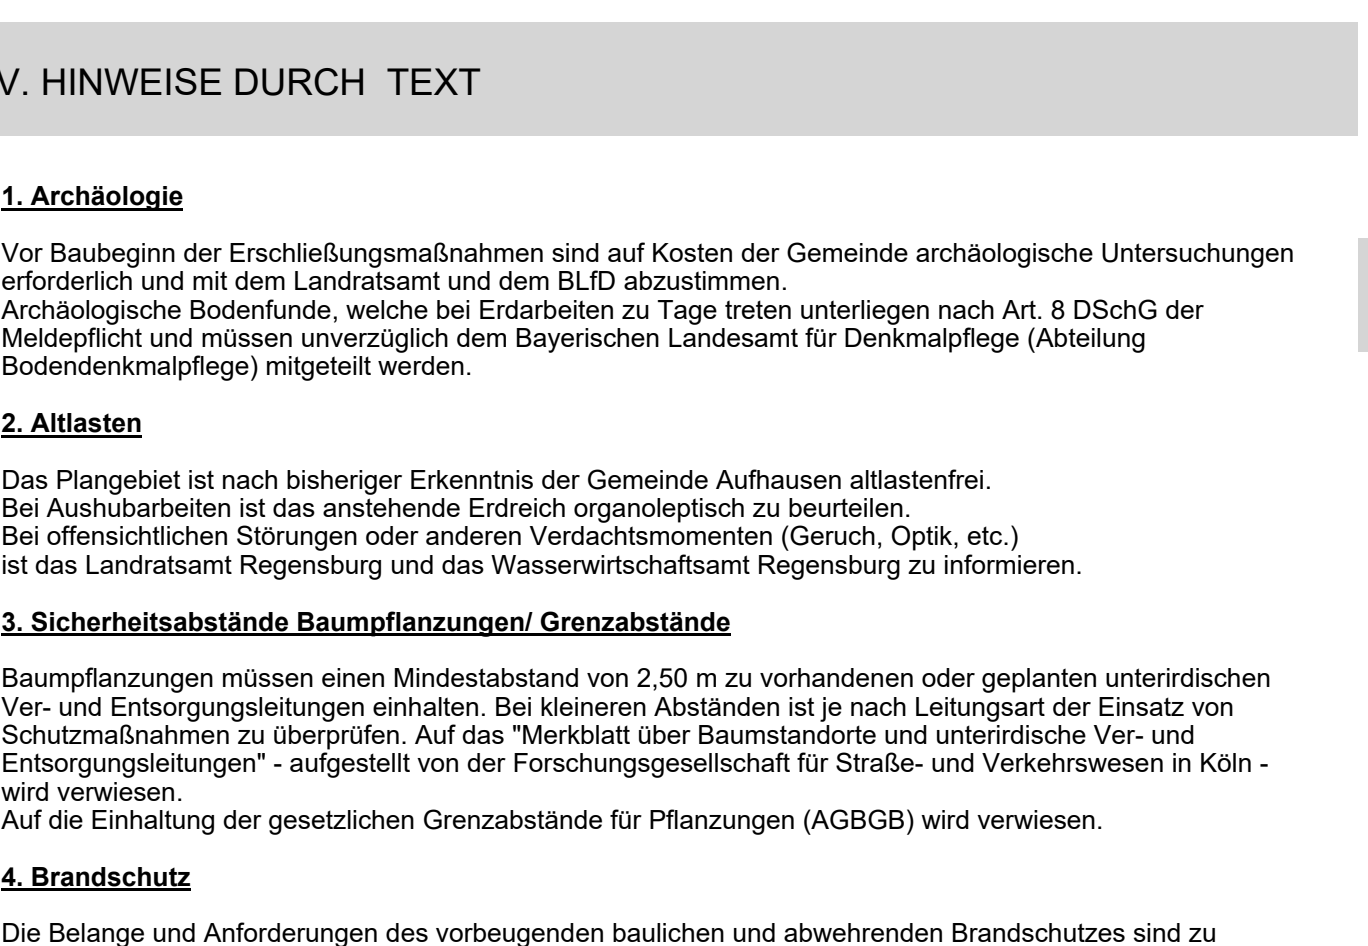 V. HINWEISE DURCH TEXT
1. Archäologie
Vor Baubeginn der Erschließungsmaßnahmen sind auf Kosten der Gemeinde archäologische Untersuchungen
erforderlich und mit dem Landratsamt und dem BLfD abzustimmen.
Archäologische Bodenfunde, welche bei Erdarbeiten zu Tage treten unterliegen nach Art. 8 DSchG der
Meldepflicht und müssen unverzüglich dem Bayerischen Landesamt für Denkmalpflege (Abteilung
Bodendenkmalpflege) mitgeteilt werden.
2. Altlasten
Das Plangebiet ist nach bisheriger Erkenntnis der Gemeinde Aufhausen altlastenfrei.
Bei Aushubarbeiten ist das anstehende Erdreich organoleptisch zu beurteilen.
Bei offensichtlichen Störungen oder anderen Verdachtsmomenten (Geruch, Optik, etc.)
ist das Landratsamt Regensburg und das Wasserwirtschaftsamt Regensburg zu informieren.
3. Sicherheitsabstände Baumpflanzungen/ Grenzabstände
Baumpflanzungen müssen einen Mindestabstand von 2,50 m zu vorhandenen oder geplanten unterirdischen
Ver- und Entsorgungsleitungen einhalten. Bei kleineren Abständen ist je nach Leitungsart der Einsatz von
Schutzmaßnahmen zu überprüfen. Auf das "Merkblatt über Baumstandorte und unterirdische Ver- und
Entsorgungsleitungen" - aufgestellt von der Forschungsgesellschaft für Straße- und Verkehrswesen in Köln -
wird verwiesen.
Auf die Einhaltung der gesetzlichen Grenzabstände für Pflanzungen (AGBGB) wird verwiesen.
4. Brandschutz
Die Belange und Anforderungen des vorbeugenden baulichen und abwehrenden Brandschutzes sind zu